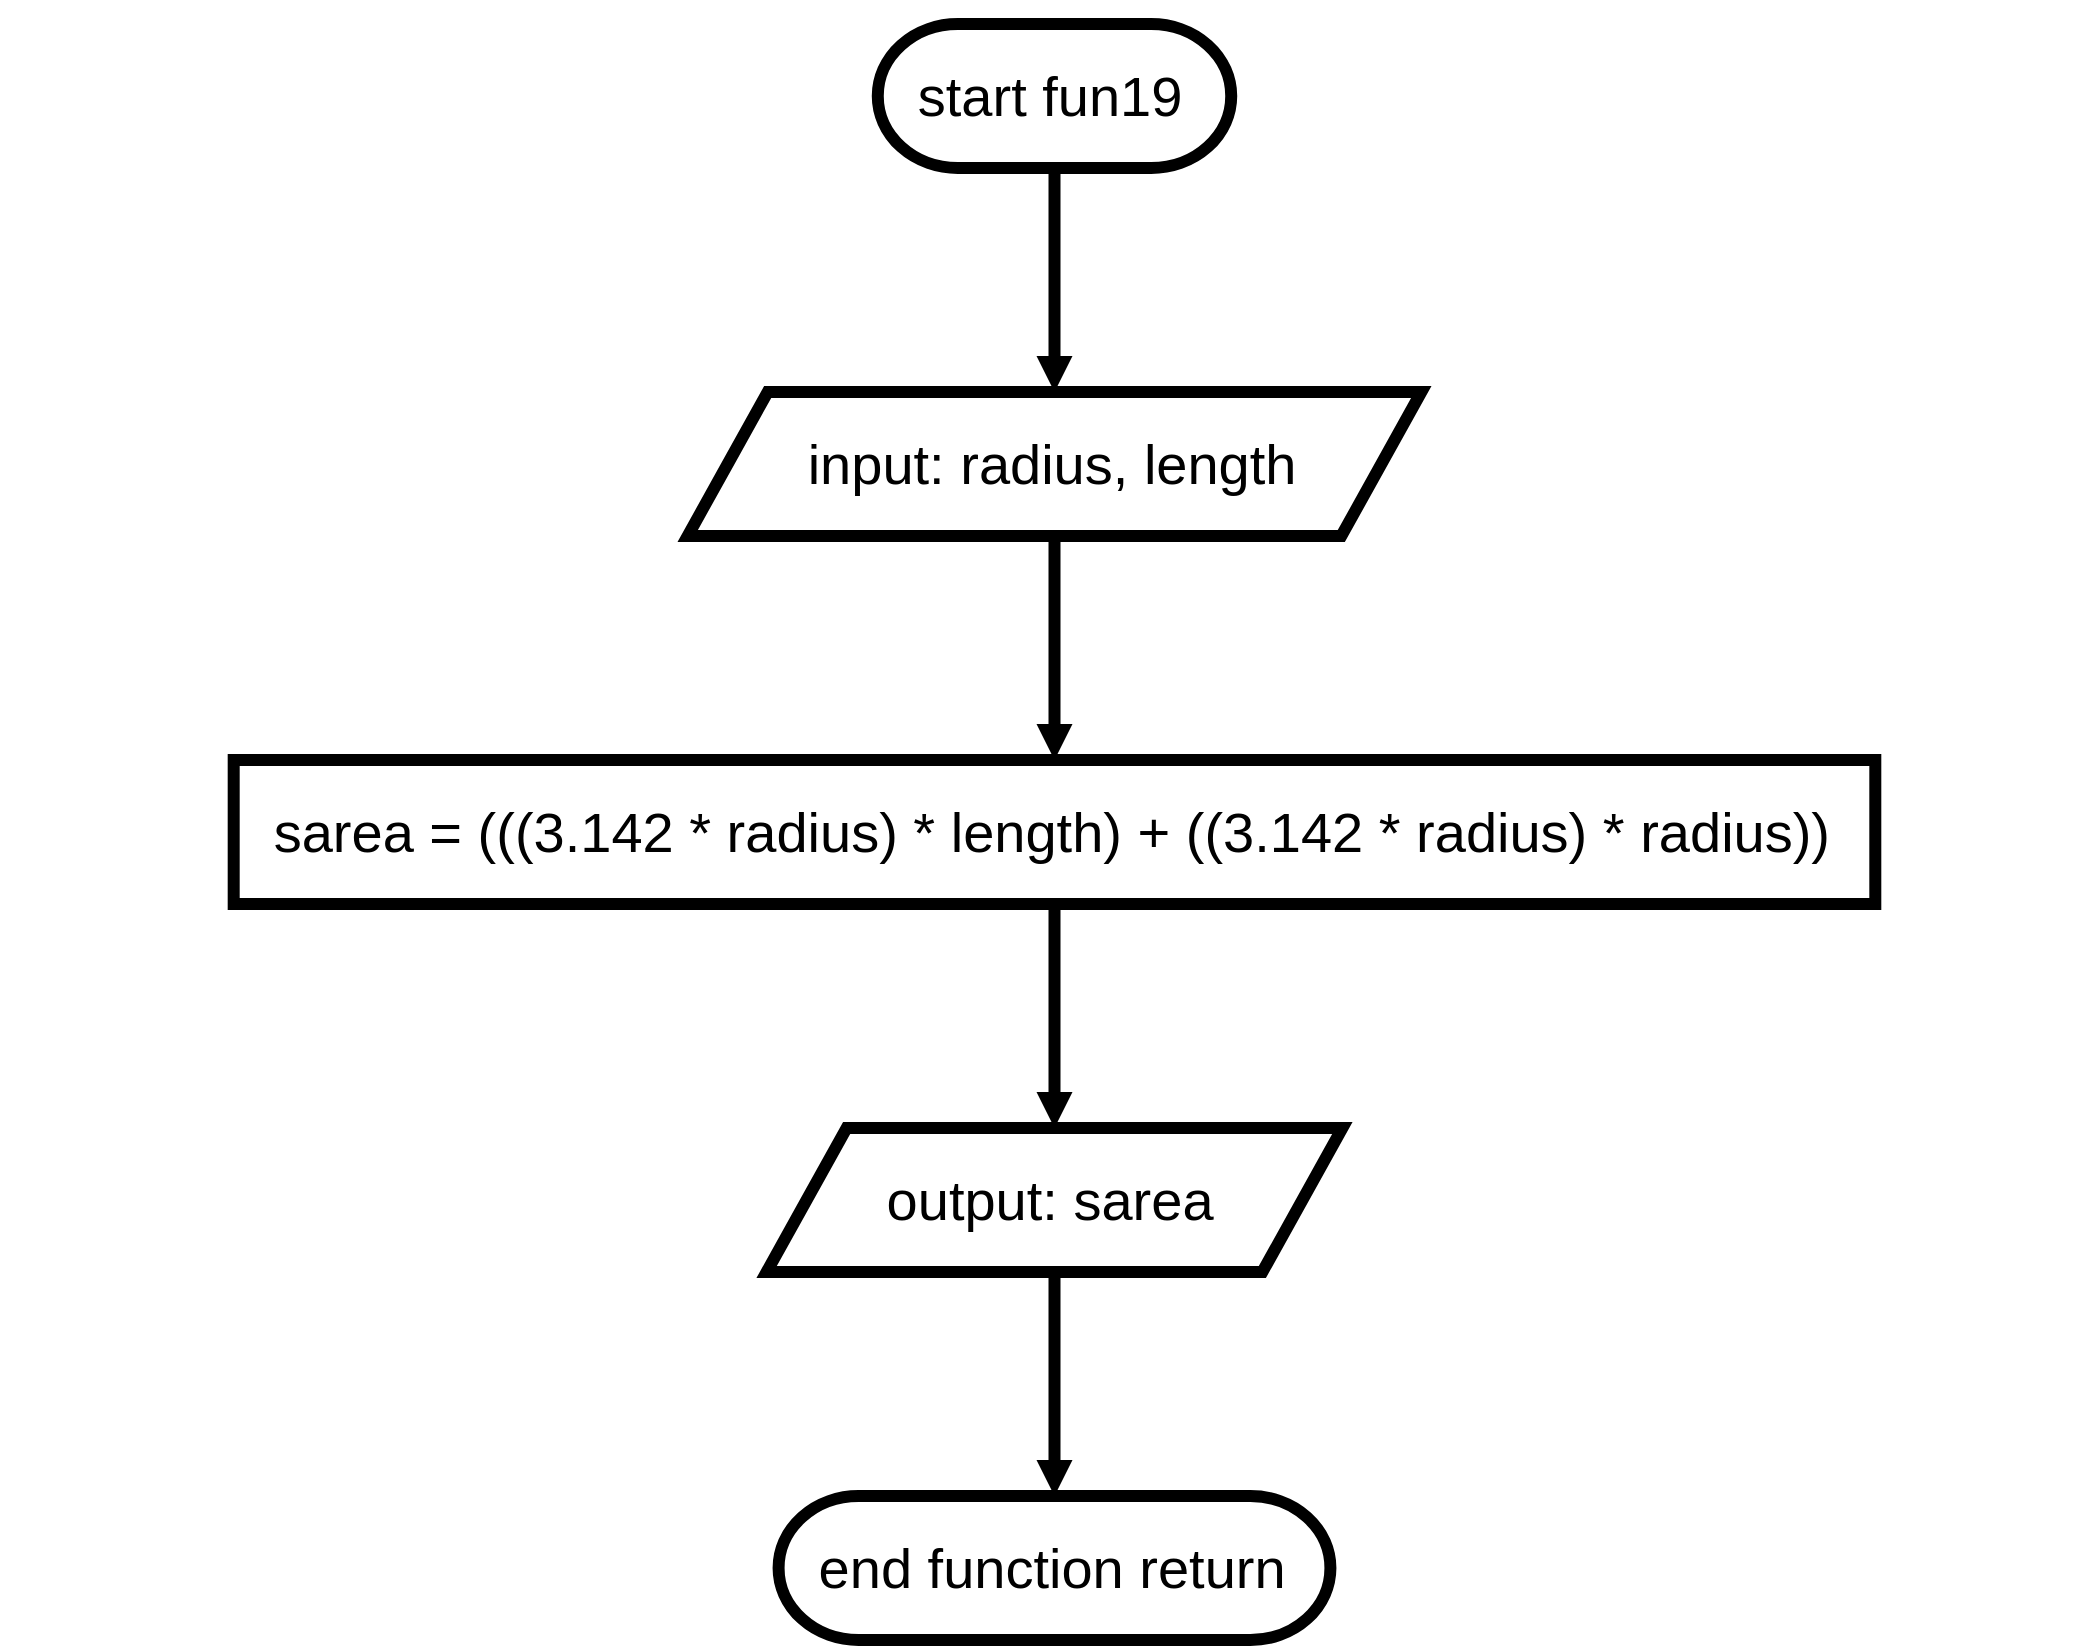 start fun19
input: radius, length
sarea = (((3.142 * radius) * length) + ((3.142 * radius) * radius))
output: sarea
end function return